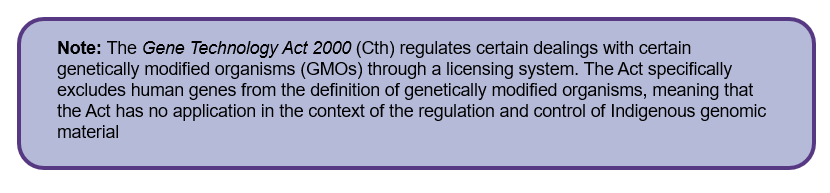 Note: The Gene Technology Act 2000 (Cth) regulates certain dealings with certain
genetically modified organisms (GMOs) through a licensing system. The Act specifically
excludes human genes from the definition of genetically modified organisms, meaning that
the Act has no application in the context of the regulation and control of Indigenous genomic
material